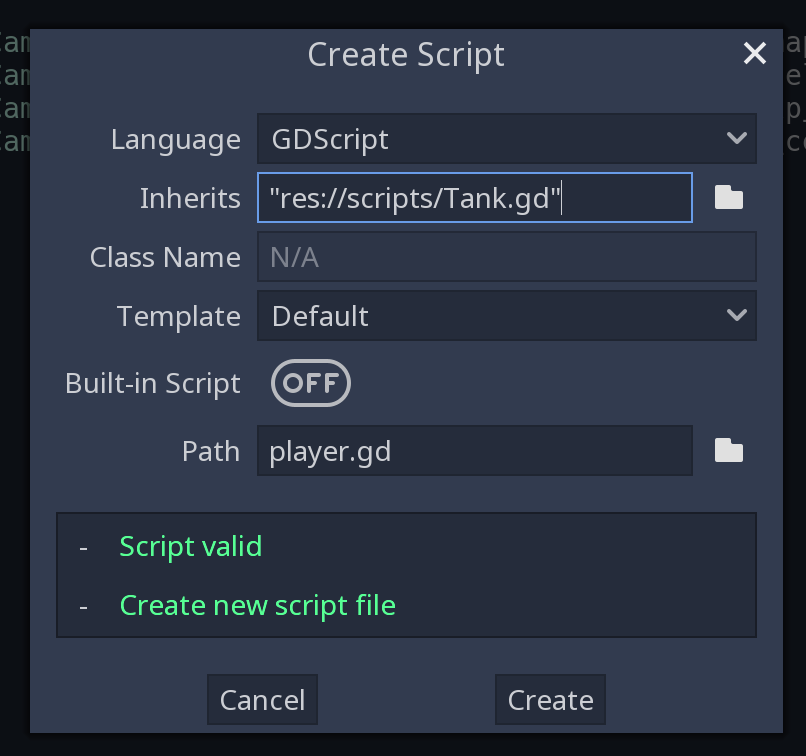 Create Script
Language GDScript
Inherits "res://scripts/Tank.gd"
Class Name N/A
Template Default
Built-in Script OFF
Path player.gd
- Script valid
- Create new script file
Cancel Create